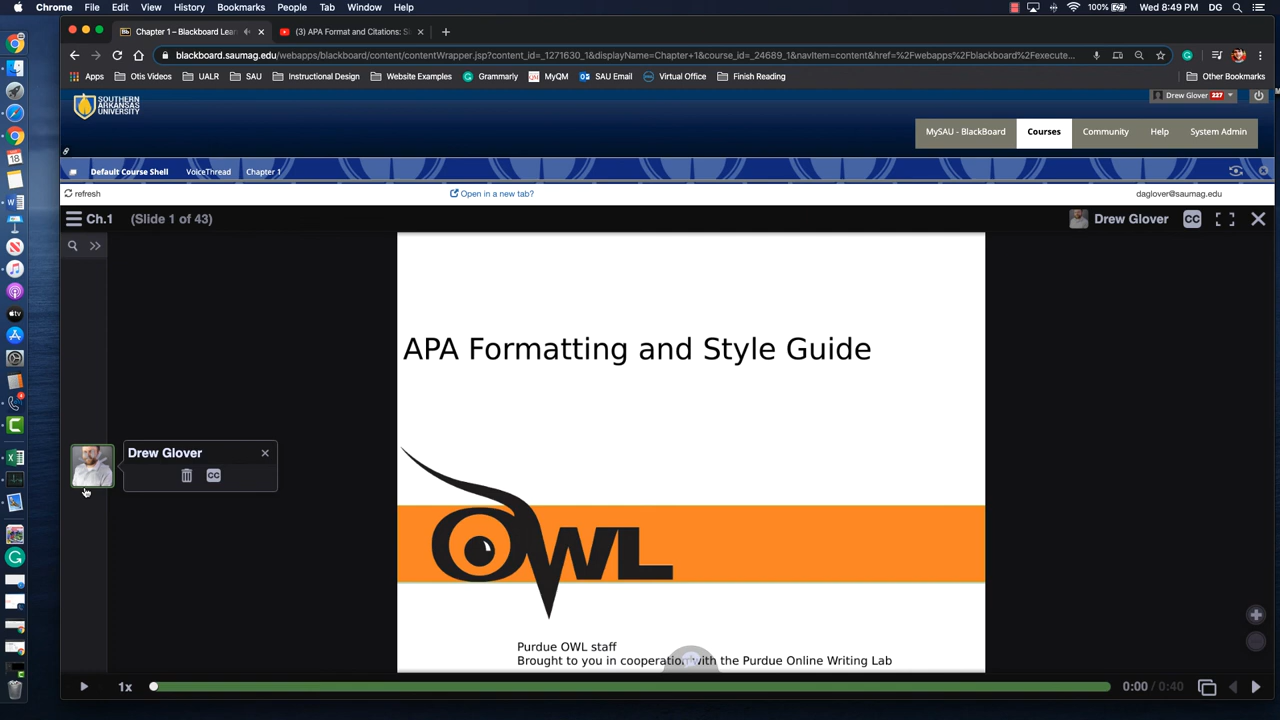 Chrome File Edit View History Bookmarks People Tab Window Help 100% Wed 8:49 PM DG
Chapter 1 – Blackboard Lea (3) APA Format and Citations: S
blackboard.saumag.edu/webapps/blackboard/content/contentWrapper.jsp?content_id=_1271630_1&displayName=Chapter+1&course_id=_24689_1&navItem=content&href=%2Fwebapps%2Fblackboard%2Fexecute...
Apps Otis Videos UALR SAU Instructional Design Website Examples Grammarly MyQM SAU Email Virtual Office Finish Reading Other Bookmarks
SOUTHERN ARKANSAS UNIVERSITY
Drew Glover 227
MySAU - BlackBoard Courses Community Help System Admin
Default Course Shell VoiceThread Chapter 1
refresh Open in a new tab? daglover@saumag.edu
Ch.1 (Slide 1 of 43) Drew Glover CC
APA Formatting and Style Guide
Drew Glover
CC
OWL
Purdue OWL staff
Brought to you in cooperation with the Purdue Online Writing Lab
1x 0:00 / 0:40